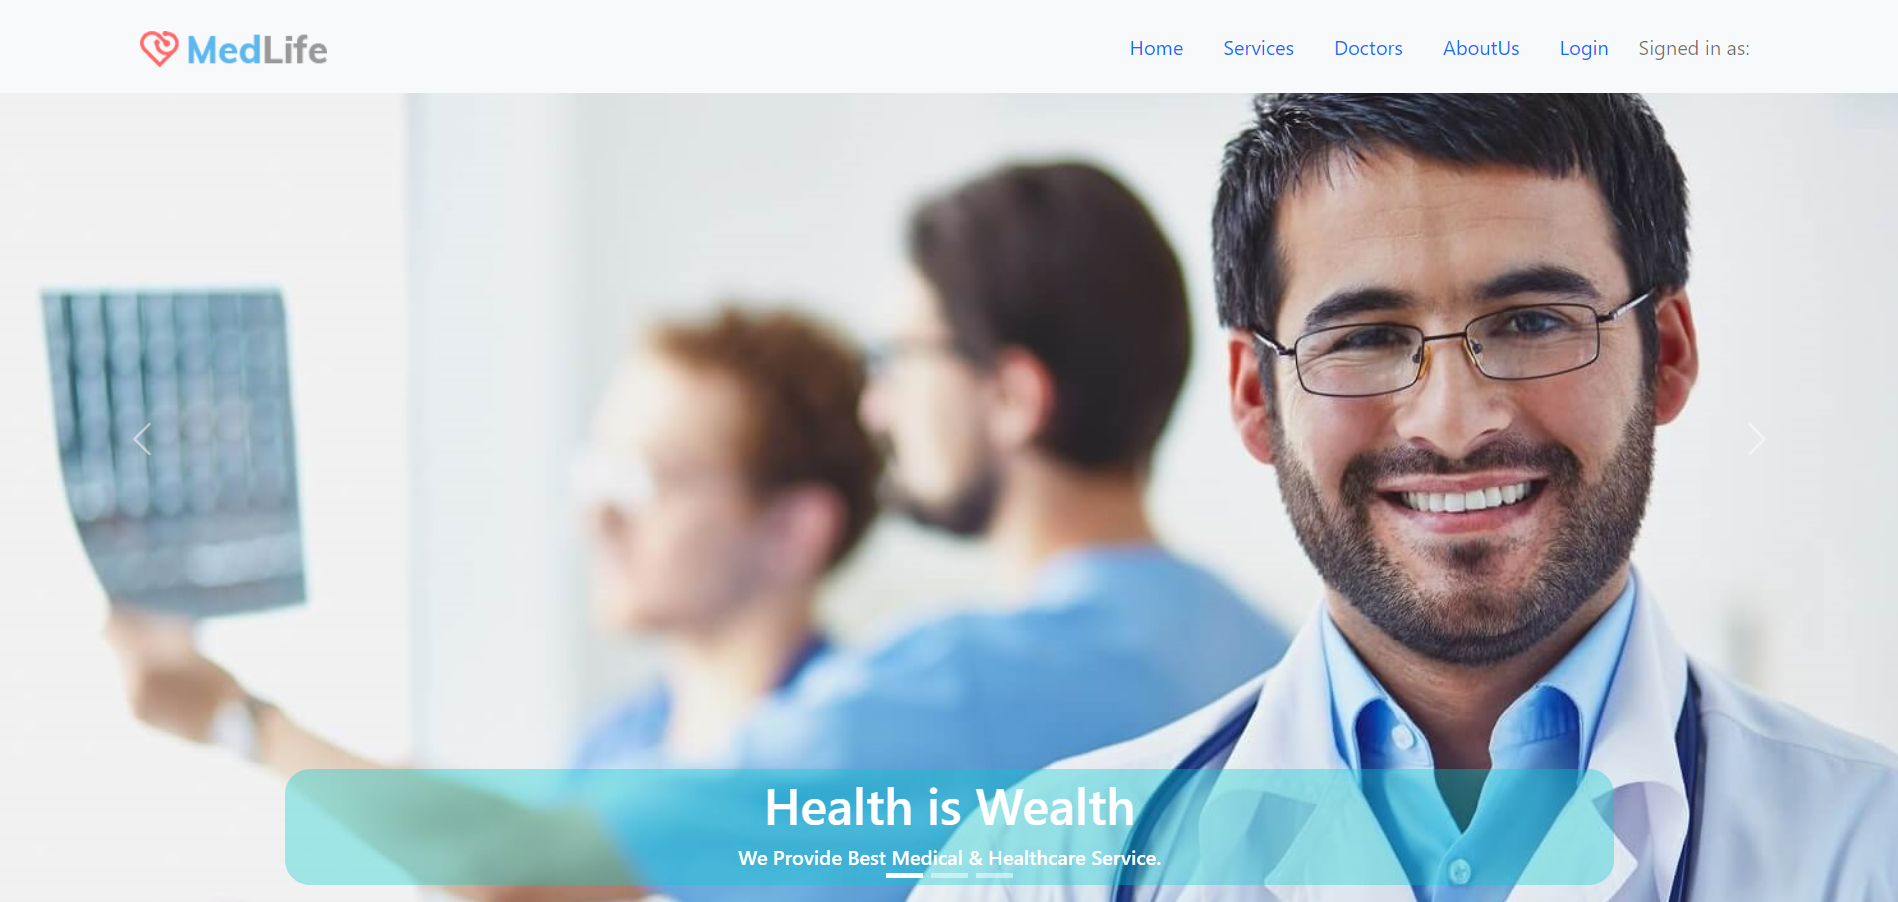 MedLife
Home Services Doctors AboutUs Login Signed in as:
Health is Wealth
We Provide Best Medical & Healthcare Service.